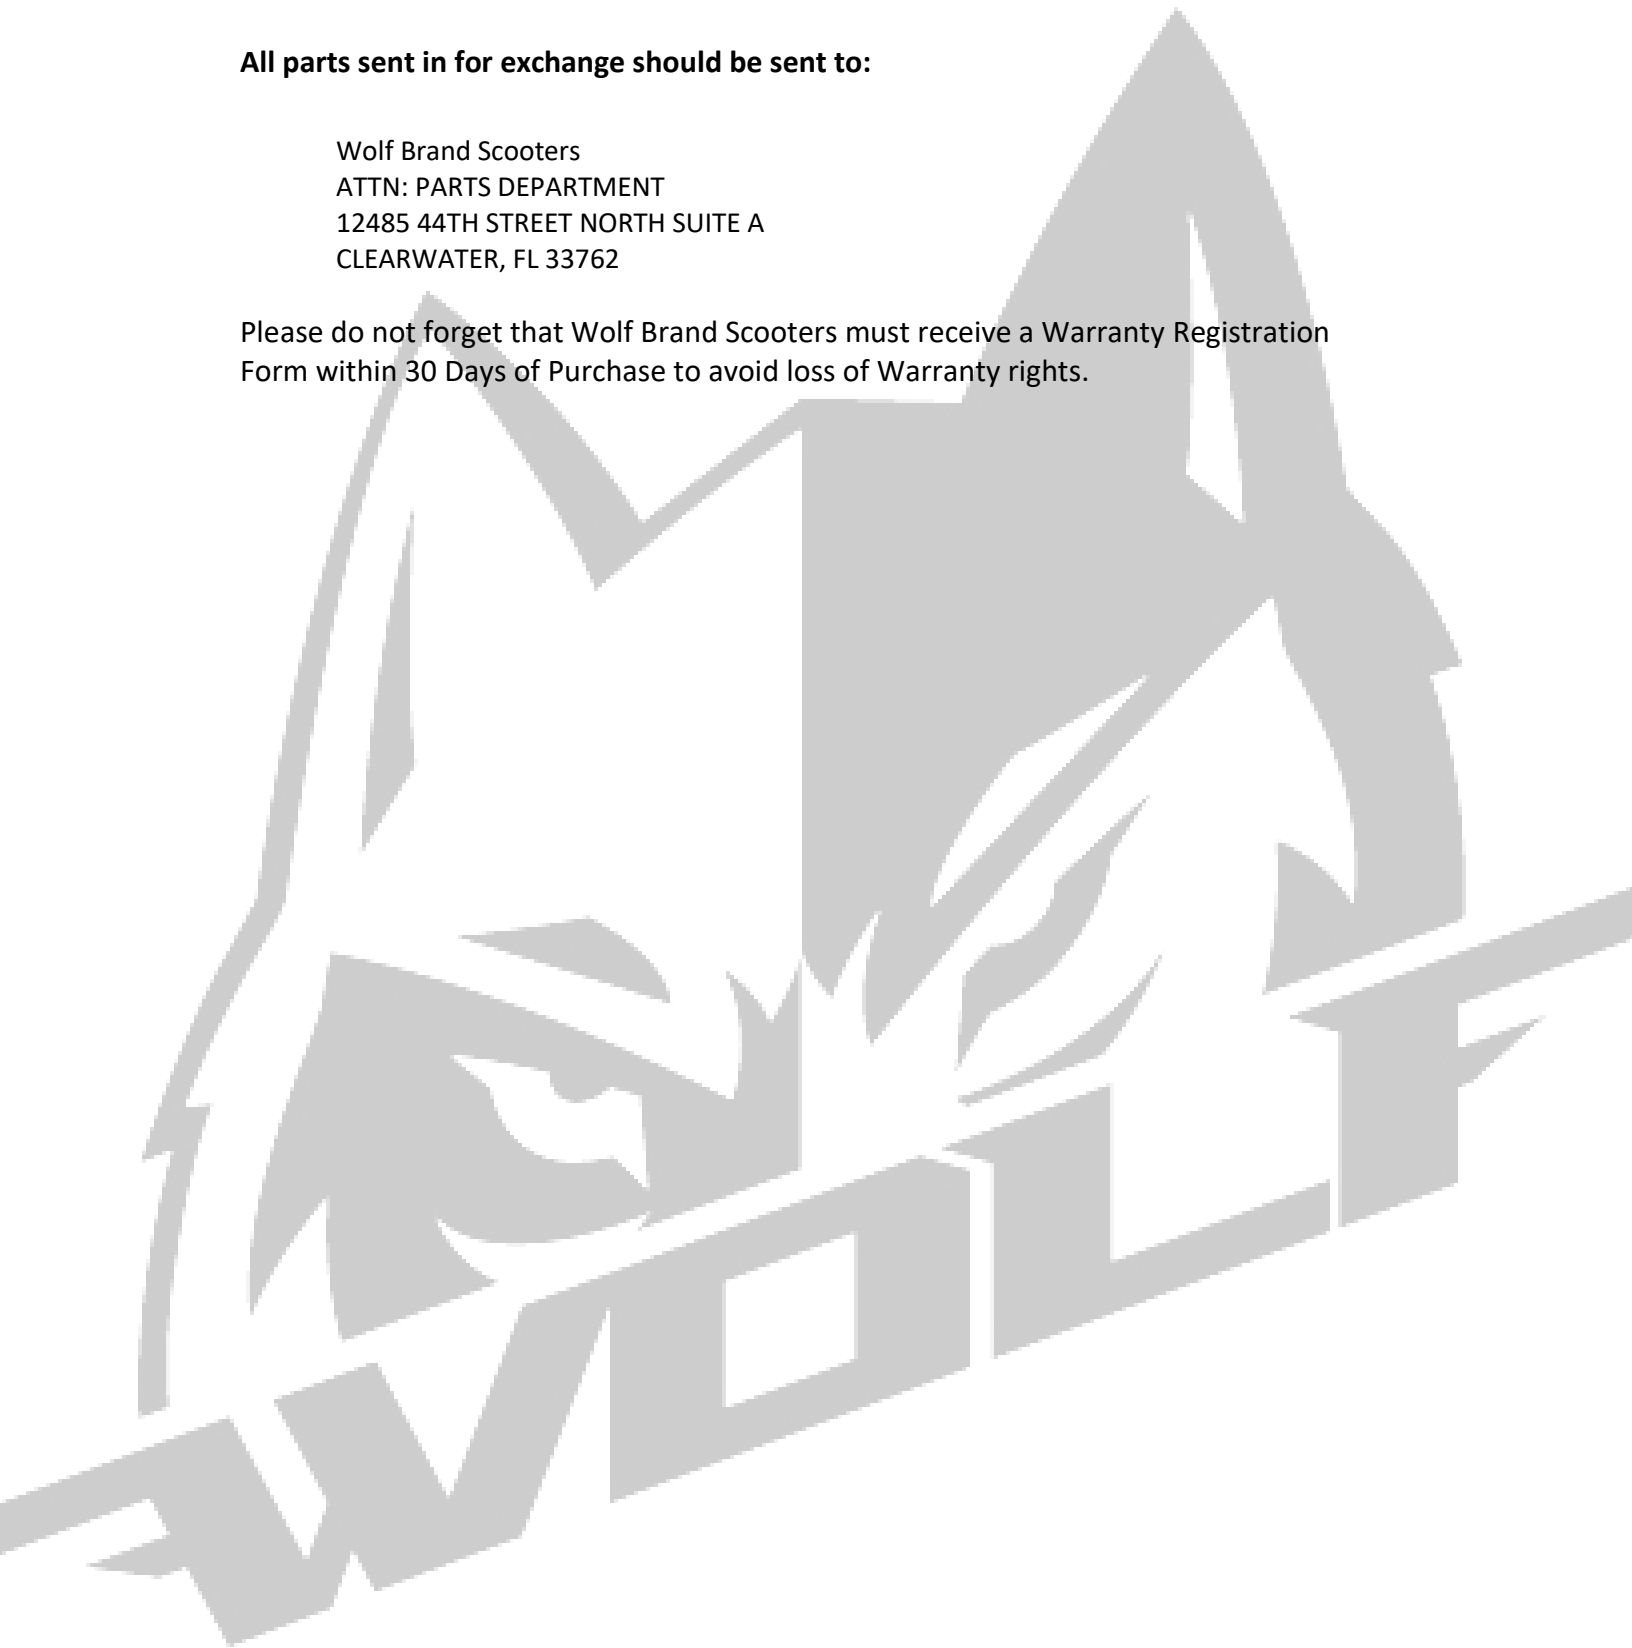 All parts sent in for exchange should be sent to:
Wolf Brand Scooters
ATTN: PARTS DEPARTMENT
12485 44TH STREET NORTH SUITE A
CLEARWATER, FL 33762
Please do not forget that Wolf Brand Scooters must receive a Warranty Registration
Form within 30 Days of Purchase to avoid loss of Warranty rights.
WOLF